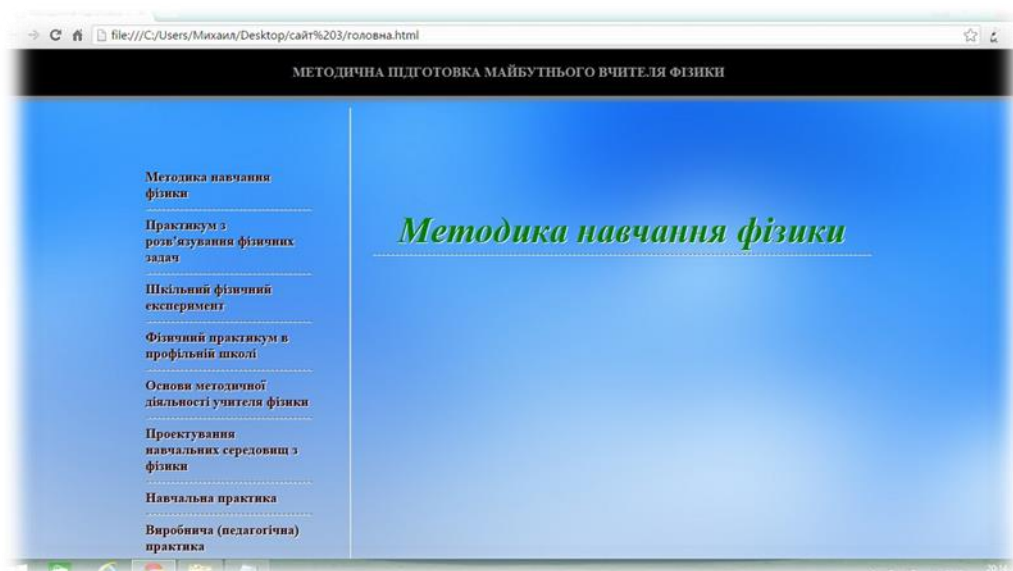 file:///C:/Users/Михаил/Desktop/сайт%203/головна.html
МЕТОДИЧНА ПІДГОТОВКА МАЙБУТНЬОГО ВЧИТЕЛЯ ФІЗИКИ
Методика навчання
фізики
Практикум з
розв’язування фізичних
задач
Шкільний фізичний
експеримент
Фізичний практикум в
профільній школі
Основи методичної
діяльності учителя фізики
Проектування
навчальних середовищ з
фізики
Навчальна практика
Виробнича (педагогічна)
практика
Методика навчання фізики